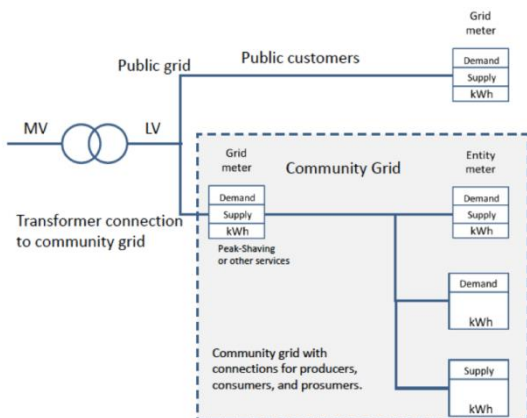 Grid
meter
Public grid
Public customers
Demand
Supply
kWh
MV
LV
Grid
meter
Community Grid
Entity
meter
Demand
Supply
kWh
Demand
Supply
kWh
Transformer connection
to community grid
Peak-Shaving
or other services
Demand
kWh
Community grid with
connections for producers,
consumers, and prosumers.
Supply
kWh